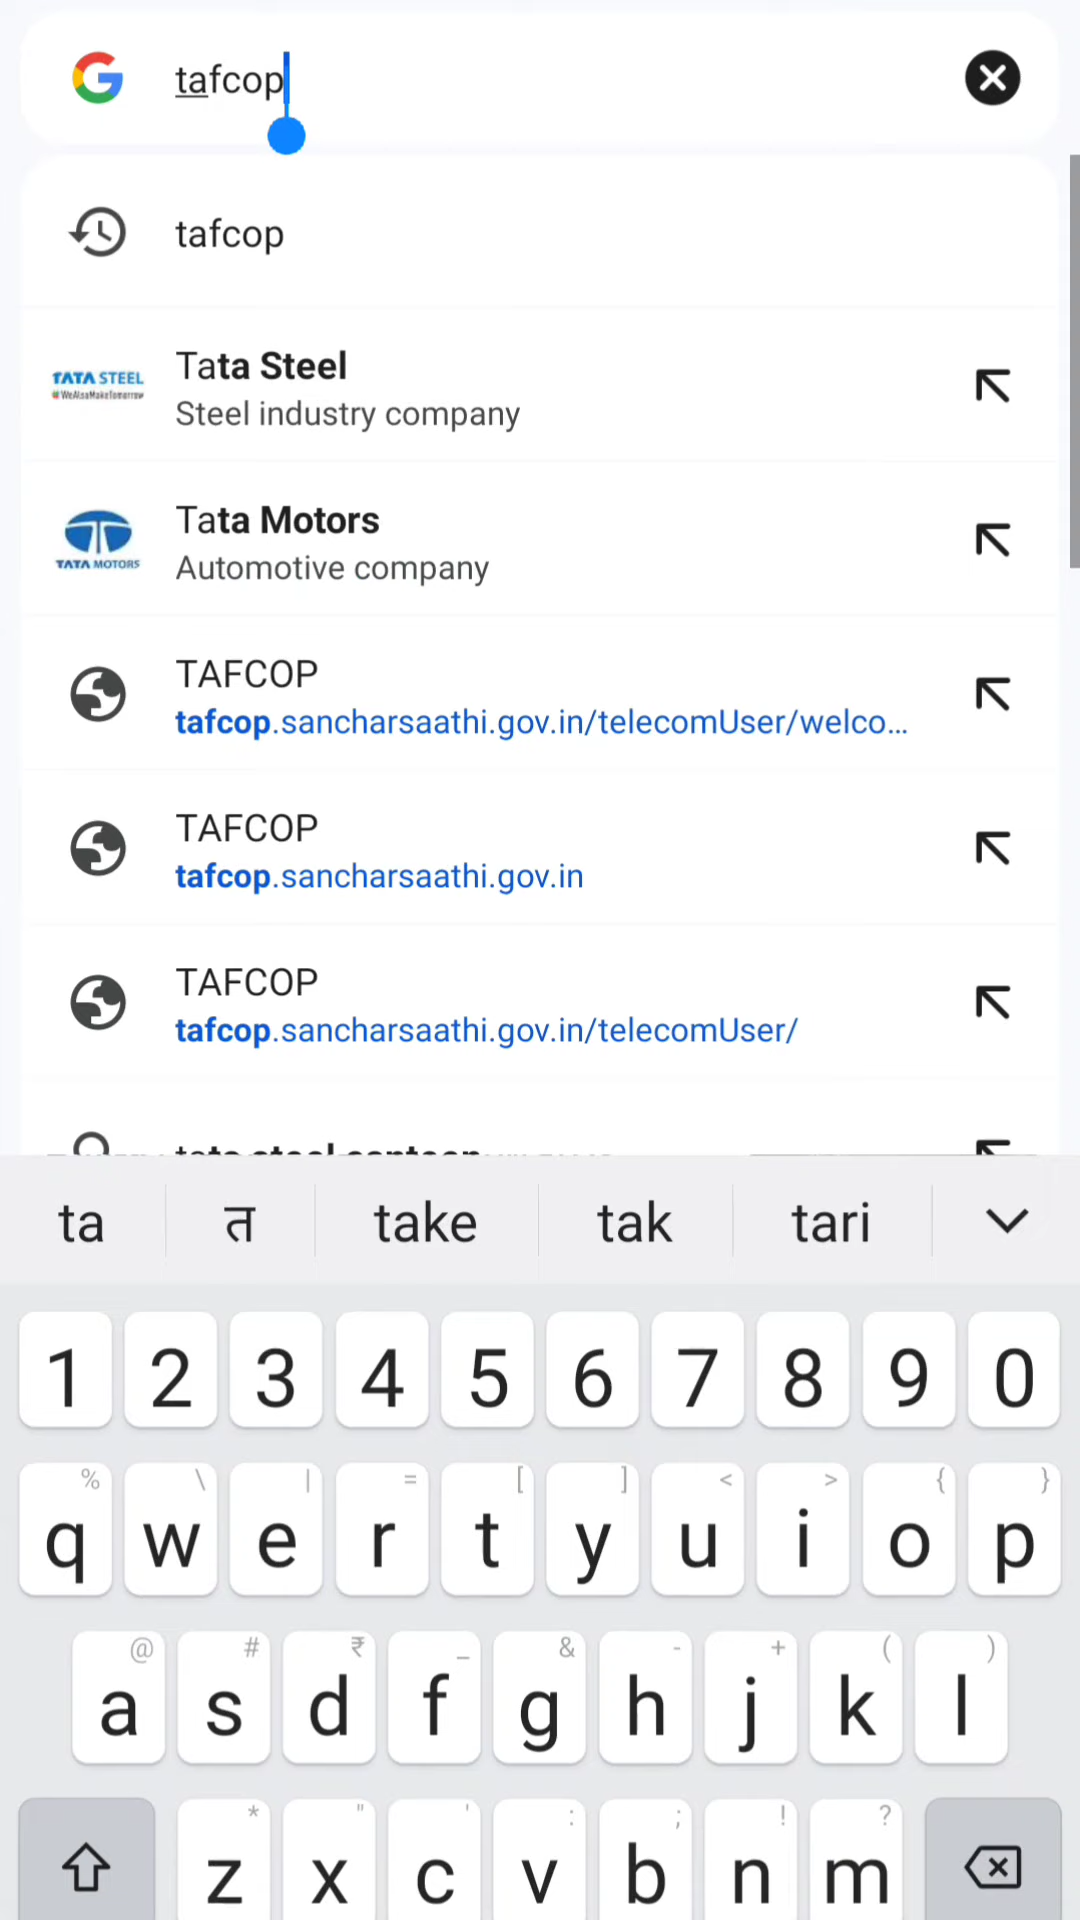 tafcop
tafcop
TATA STEEL
#WeAlsoMakeTomorrow
Tata Steel
Steel industry company
TATA MOTORS
Tata Motors
Automotive company
TAFCOP
tafcop.sancharsaathi.gov.in/telecomUser/welco...
TAFCOP
tafcop.sancharsaathi.gov.in
TAFCOP
tafcop.sancharsaathi.gov.in/telecomUser/
ta त take tak tari
1 2 3 4 5 6 7 8 9 0
% \ | = [ ] < > { }
q w e r t y u i o p
@ # ₹ _ & - + ( )
a s d f g h j k l
* " ' : ; ! ?
z x c v b n m